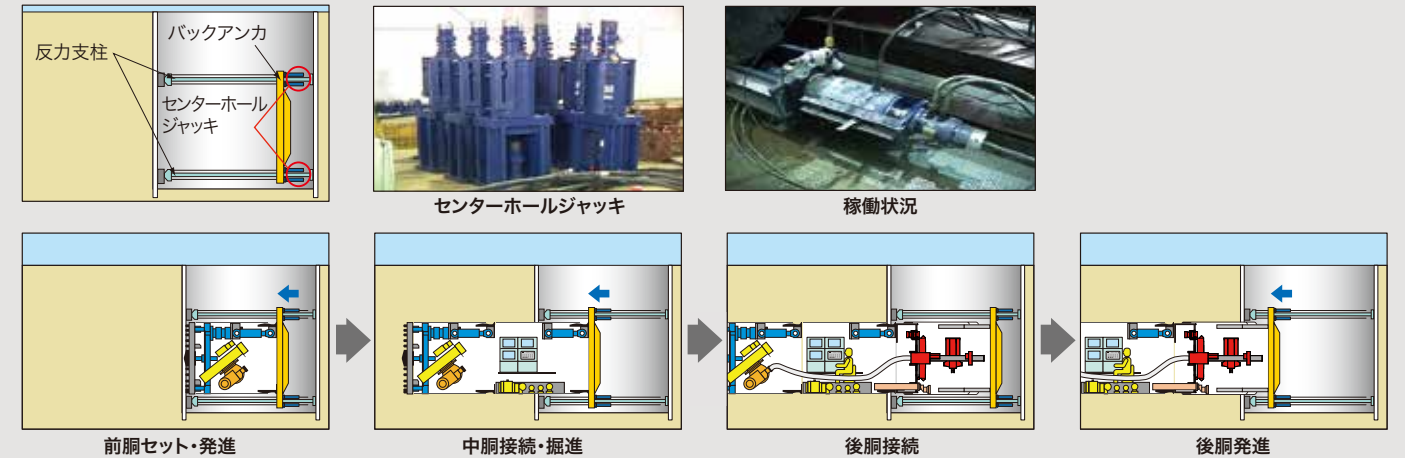 バックアンカ
反力支柱
センターホール
ジャッキ
センターホールジャッキ
稼働状況
前胴セット・発進
中胴接続・掘進
後胴接続
後胴発進